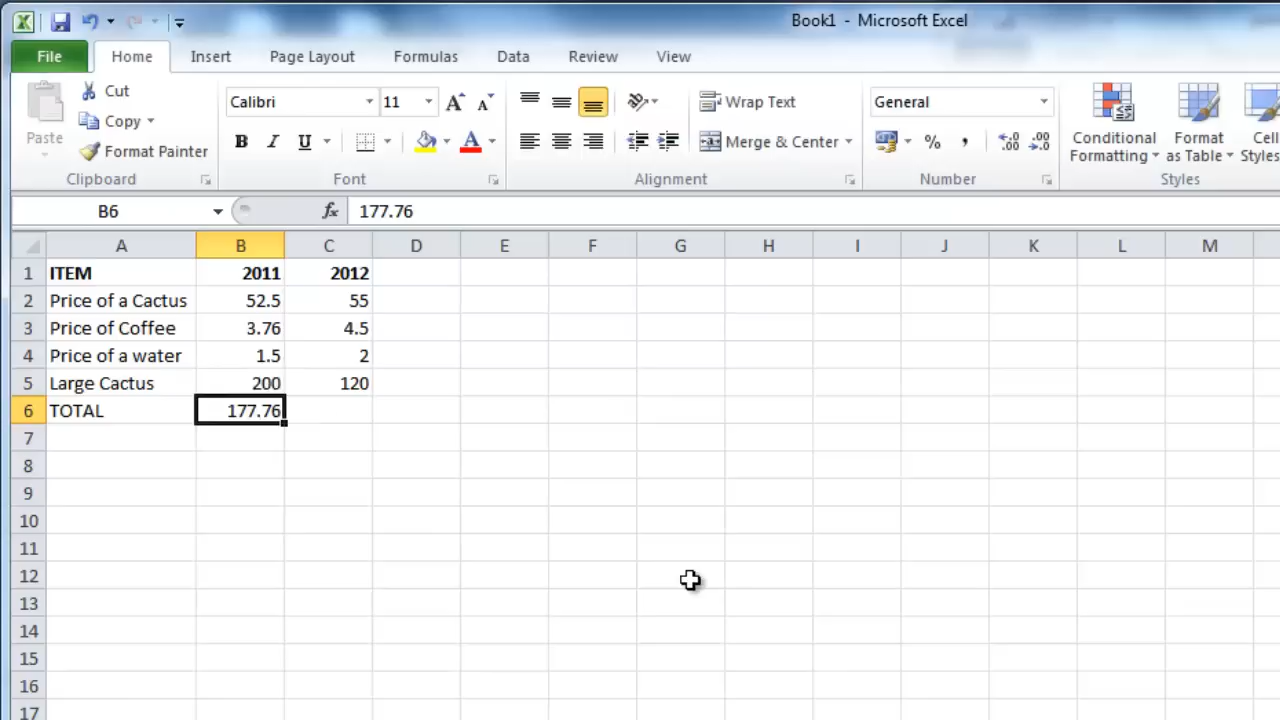 Book1 - Microsoft Excel
File Home Insert Page Layout Formulas Data Review View
Paste
Cut
Copy
Format Painter
Clipboard
Calibri 11
B I U
Font
Wrap Text
Merge & Center
Alignment
General
% ,
Number
Conditional Formatting
Format as Table
Cell Styles
Styles
B6 fx 177.76
A B C D E F G H I J K L M
1 ITEM 2011 2012
2 Price of a Cactus 52.5 55
3 Price of Coffee 3.76 4.5
4 Price of a water 1.5 2
5 Large Cactus 200 120
6 TOTAL 177.76
7
8
9
10
11
12
13
14
15
16
17